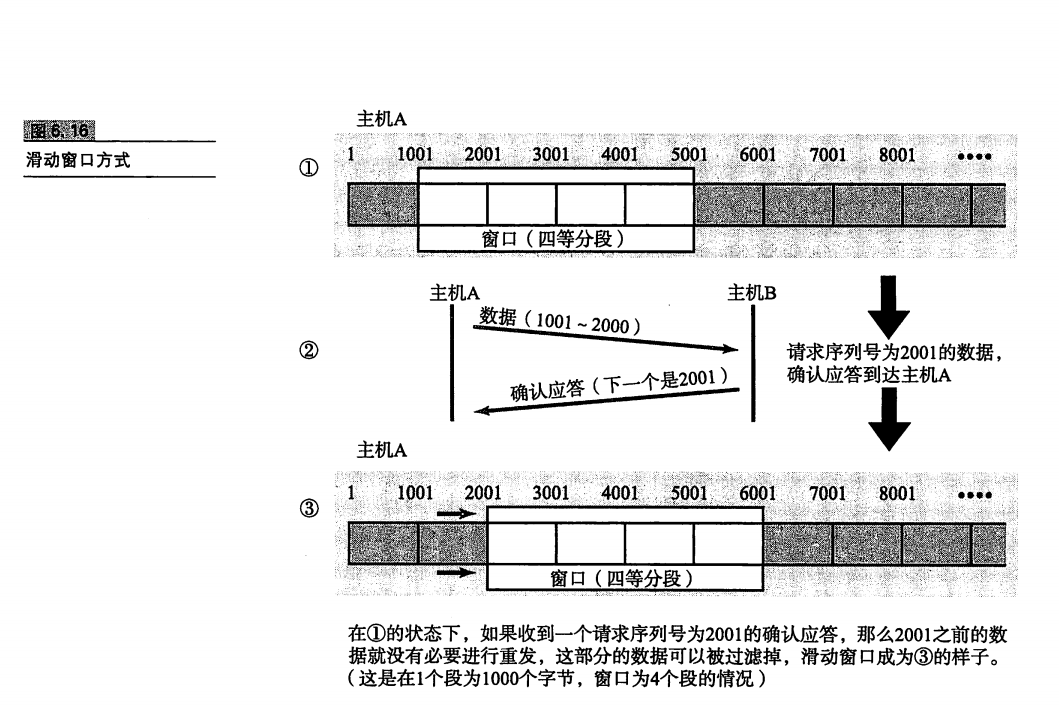 图 6.16
滑动窗口方式
主机A
①
1 1001 2001 3001 4001 5001 6001 7001 8001 ••••
窗口（四等分段）
②
主机A 主机B
数据（1001 ~ 2000）
确认应答（下一个是2001）
请求序列号为2001的数据，
确认应答到达主机A
主机A
③
1 1001 2001 3001 4001 5001 6001 7001 8001 ••••
窗口（四等分段）
在①的状态下，如果收到一个请求序列号为2001的确认应答，那么2001之前的数
据就没有必要进行重发，这部分的数据可以被过滤掉，滑动窗口成为③的样子。
（这是在1个段为1000个字节，窗口为4个段的情况）